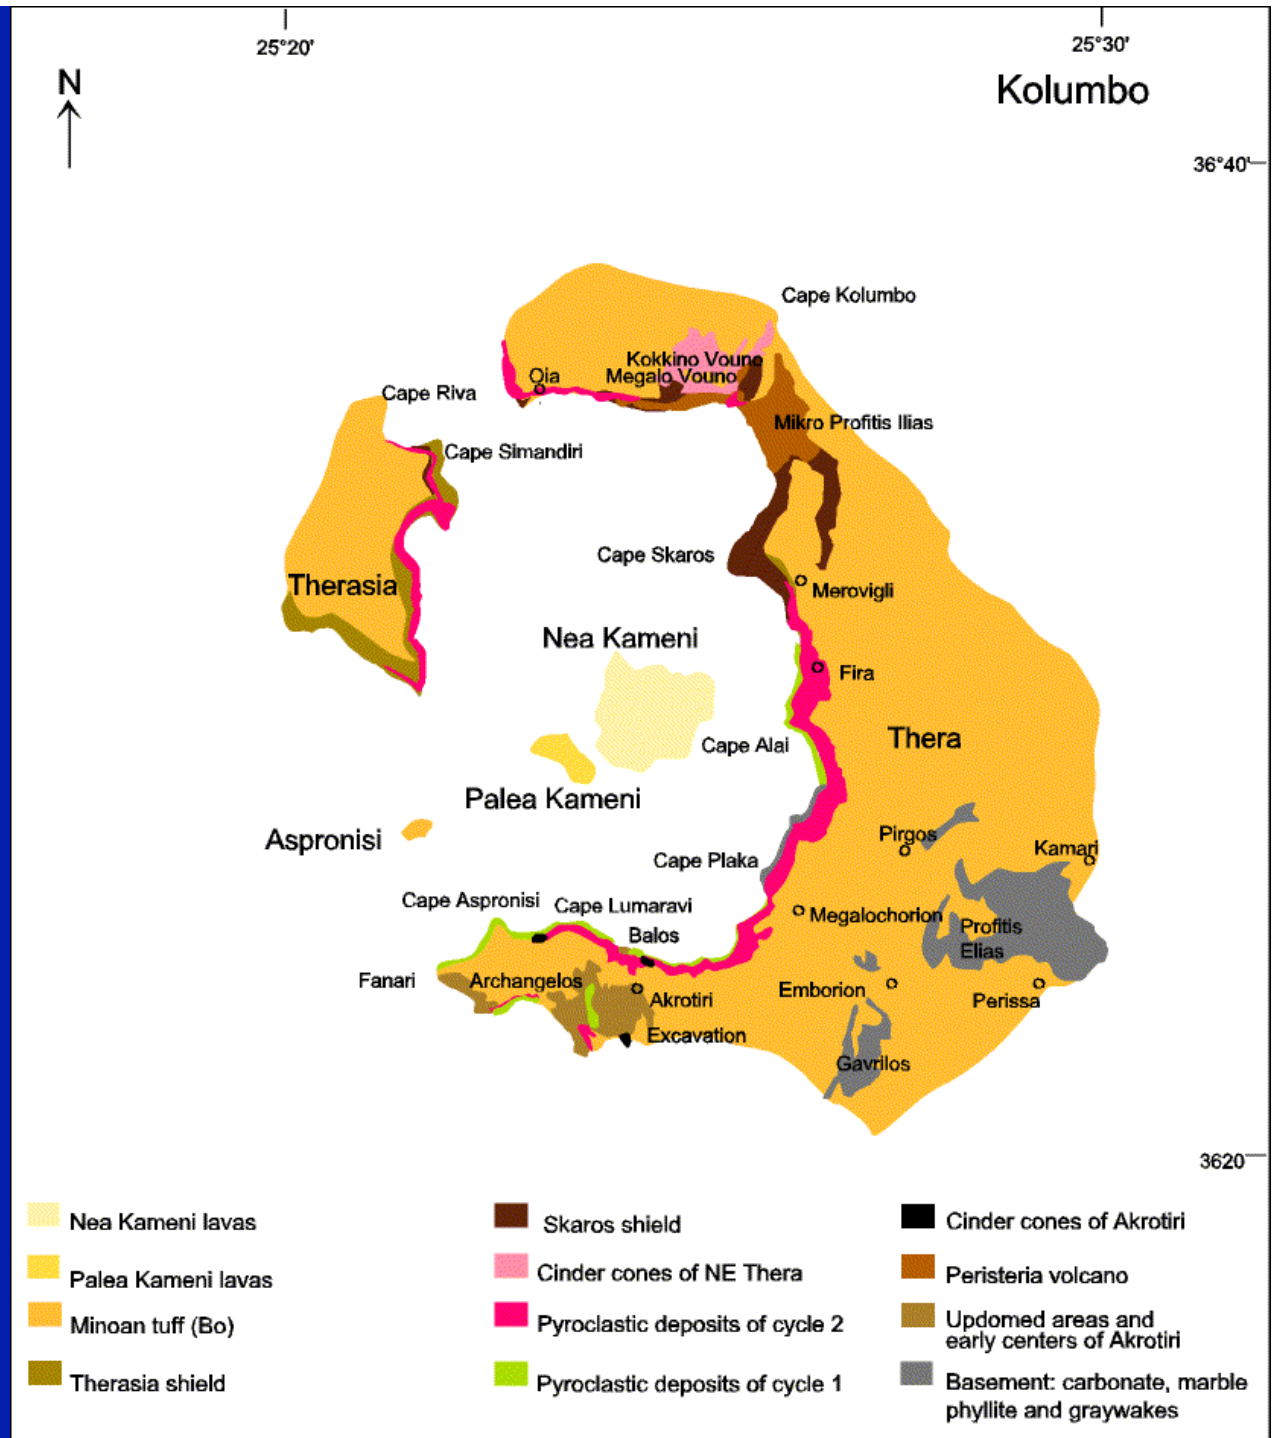 25°20'
25°30'
N
Kolumbo
36°40'
Cape Kolumbo
Kokkino Vouno
Megalo Vouno
Oia
Cape Riva
Mikro Profitis Ilias
Cape Simandiri
Cape Skaros
Therasia
Merovigli
Nea Kameni
Fira
Thera
Cape Alai
Palea Kameni
Aspronisi
Pirgos
Kamari
Cape Plaka
Cape Aspronisi
Cape Lumaravi
Megalochorion
Profitis
Elias
Balos
Fanari
Archangelos
Akrotiri
Emborion
Perissa
Excavation
Gavrilos
3620
Nea Kameni lavas
Palea Kameni lavas
Minoan tuff (Bo)
Therasia shield
Skaros shield
Cinder cones of NE Thera
Pyroclastic deposits of cycle 2
Pyroclastic deposits of cycle 1
Cinder cones of Akrotiri
Peristeria volcano
Updomed areas and
early centers of Akrotiri
Basement: carbonate, marble
phyllite and graywakes